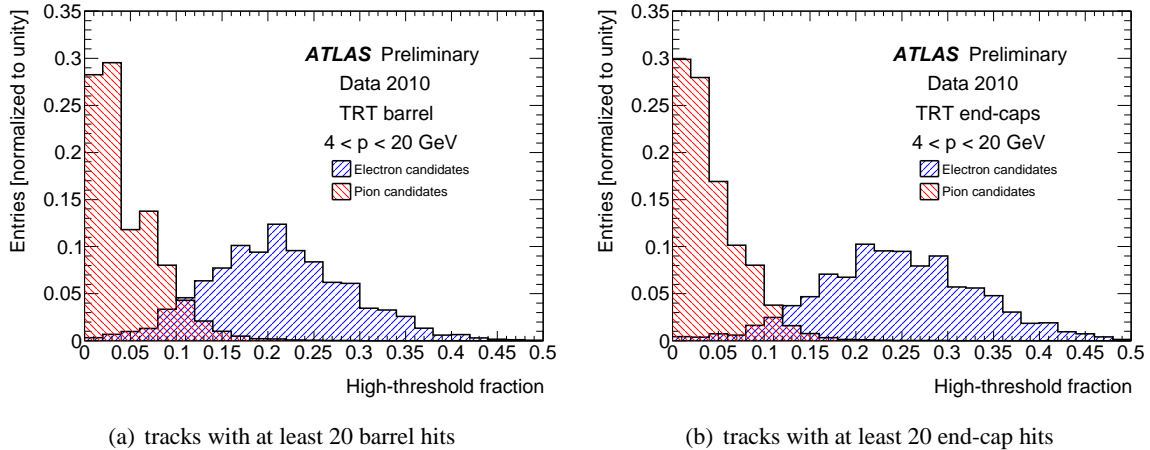 Entries [normalized to unity]
0.35
0.3
0.25
0.2
0.15
0.1
0.05
0
ATLAS Preliminary
Data 2010
TRT barrel
4 < p < 20 GeV
Electron candidates
Pion candidates
0 0.05 0.1 0.15 0.2 0.25 0.3 0.35 0.4 0.45 0.5
High-threshold fraction
(a) tracks with at least 20 barrel hits
Entries [normalized to unity]
0.35
0.3
0.25
0.2
0.15
0.1
0.05
0
ATLAS Preliminary
Data 2010
TRT end-caps
4 < p < 20 GeV
Electron candidates
Pion candidates
0 0.05 0.1 0.15 0.2 0.25 0.3 0.35 0.4 0.45 0.5
High-threshold fraction
(b) tracks with at least 20 end-cap hits